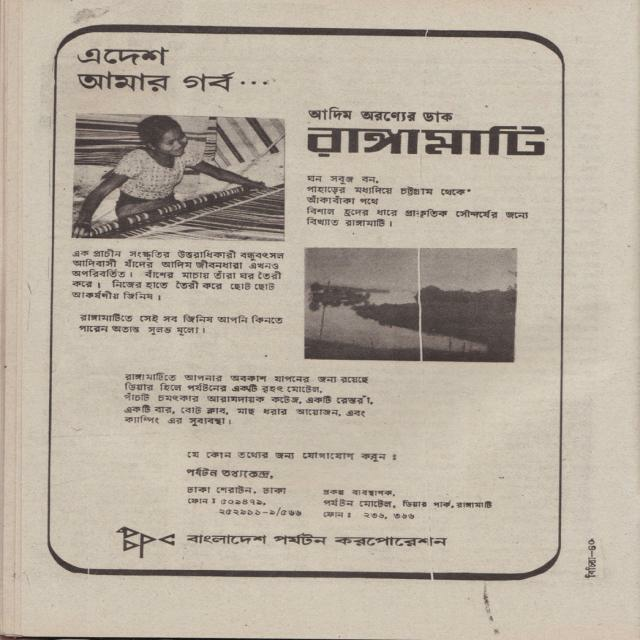 এদেশ
আমার গর্ব...
আদিম অরণ্যের ডাক
রাঙ্গামাটি
ঘন সবুজ বন,
পাহাড়ের মধ্যদিয়ে চট্টগ্রাম থেকে
আঁকাবাঁকা পথে
বিশাল হ্রদের ধারে প্রাকৃতিক সৌন্দর্যের জন্যে
বিখ্যাত রাঙ্গামাটি।
এক প্রাচীন সংস্কৃতির উত্তরাধিকারী বন্ধুবৎসল
আদিবাসী যাঁদের আদিম জীবনধারা এখনও
অপরিবর্তিত। বাঁশের মাচায় তাঁরা ঘর তৈরী
করে। নিজের হাতে তৈরী করে ছোট ছোট
আকর্ষণীয় জিনিষ।
রাঙ্গামাটিতে সেই সব জিনিষ আপনি কিনতে
পারেন অত্যন্ত সুলভ মূল্যে।
রাঙ্গামাটিতে আপনার অবকাশ যাপনের জন্য রয়েছে
ডিয়ার হিলে পর্যটনের একটি বৃহৎ মোটেল,
পাঁচটি চমৎকার আরামদায়ক কটেজ, একটি রেস্তরাঁ,
একটি বার, বোট ক্লাব, মাছ ধরার আয়োজন, এবং
ক্যাম্পিং এর সুব্যবস্থা।
যে কোন তথ্যের জন্য যোগাযোগ করুন :
পর্যটন তথ্যকেন্দ্র,
ঢাকা শেরাটন, ঢাকা
ফোন : ৫০৯৪৭৯,
২৫২৯১১-৯/৫৬৬
প্রকল্প ব্যবস্থাপক,
পর্যটন মোটেল, ডিয়ার পার্ক, রাঙ্গামাটি
ফোন : ২৩৬, ৩৬৬
BPC বাংলাদেশ পর্যটন করপোরেশন